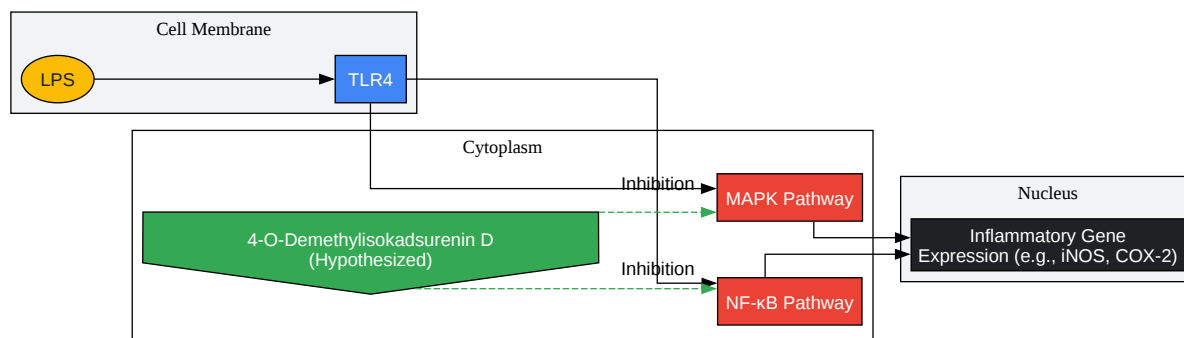 Cell Membrane
LPS
TLR4
Cytoplasm
Inhibition
MAPK Pathway
Nucleus
4-O-Demethylisokadsurenin D
(Hypothesized)
Inflammatory Gene
Expression (e.g., iNOS, COX-2)
Inhibition
NF-κB Pathway